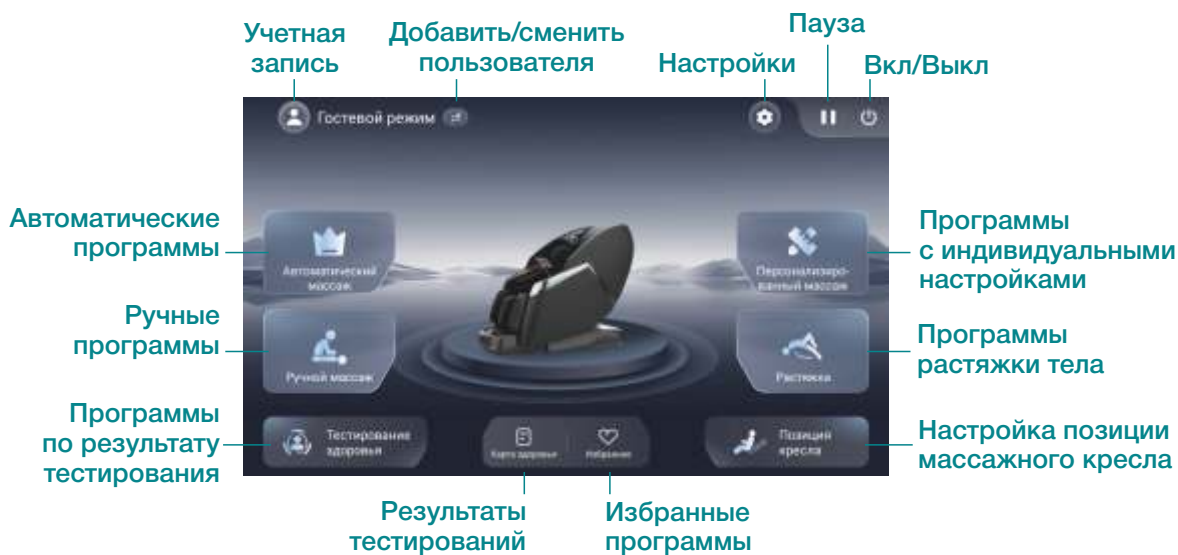 Пауза
Учетная
запись
Добавить/сменить
пользователя
Настройки
Вкл/Выкл
Гостевой режим
Автоматические
программы
Автоматический
массаж
Персонализиро-
ванный массаж
Программы
с индивидуальными
настройками
Ручные
программы
Ручной массаж
Растяжка
Программы
растяжки тела
Программы
по результату
тестирования
Тестирование
здоровья
Карта здоровья
Избранное
Позиция
кресла
Настройка позиции
массажного кресла
Результаты
тестирований
Избранные
программы